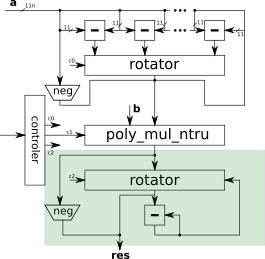 a
11n
11
11
11
11
c0
rotator
neg
b
c0
c1
c2
controler
poly_mul_ntru
c2
rotator
neg
res